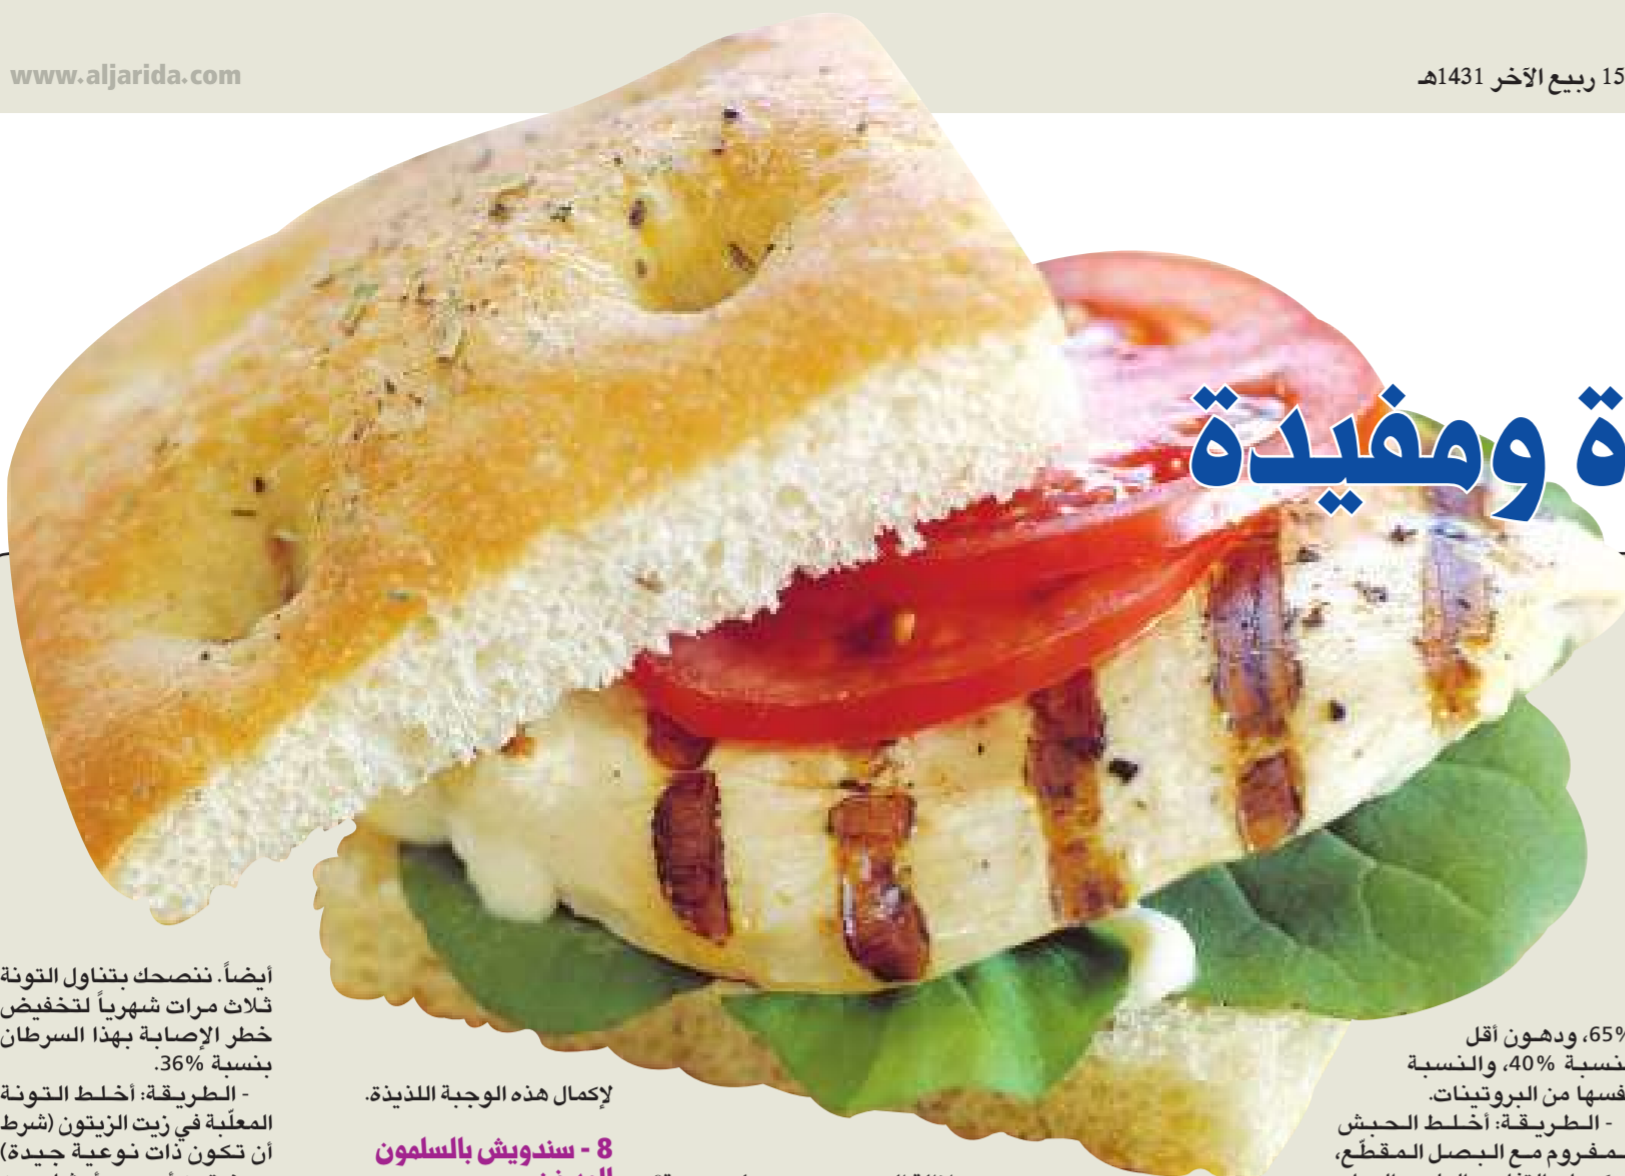 www.aljarida.com
15 ربيع الآخر 1431هـ
ة ومفيدة
65%، ودهون أقل
نسبة 40%، والنسبة
فسها من البروتينات.
- الطريقة: أخلط الحبش
مفروم مع البصل المقطّع،
لإكمال هذه الوجبة اللذيذة.
8 - سندويش بالسلمون
أيضاً. ننصحك بتناول التونة
ثلاث مرات شهرياً لتخفيض
خطر الإصابة بهذا السرطان
بنسبة 36%.
- الطريقة: أخلط التونة
المعلّبة في زيت الزيتون (شرط
أن تكون ذات نوعية جيدة)